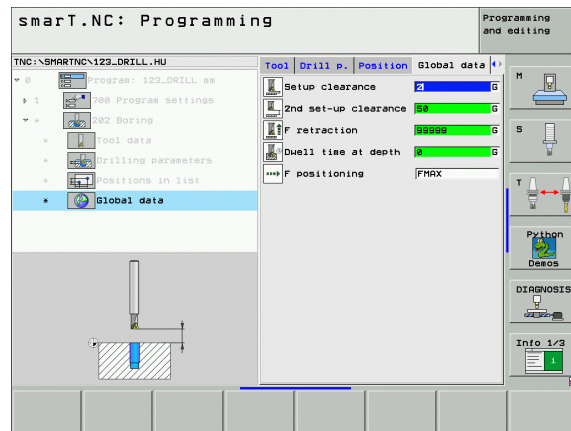 smarT.NC: Programming
Programming and editing
TNC:\SMARTNC\123_DRILL.HU
Tool Drill p. Position Global data
0 Program: 123_DRILL mm
1 700 Program settings
* 202 Boring
* Tool data
* Drilling parameters
* Positions in list
* Global data
Setup clearance 2 G
2nd set-up clearance 50 G
F retraction 99999 G
Dwell time at depth 0 G
F positioning FMAX
M
S
T
Python
Demos
DIAGNOSIS
Info 1/3
i